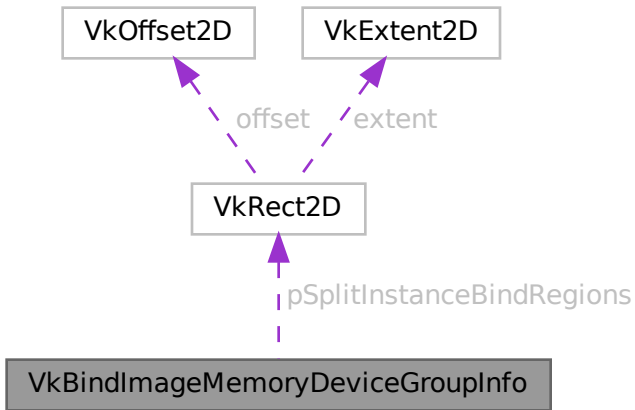 VkOffset2D
VkExtent2D
offset
extent
VkRect2D
pSplitInstanceBindRegions
VkBindImageMemoryDeviceGroupInfo